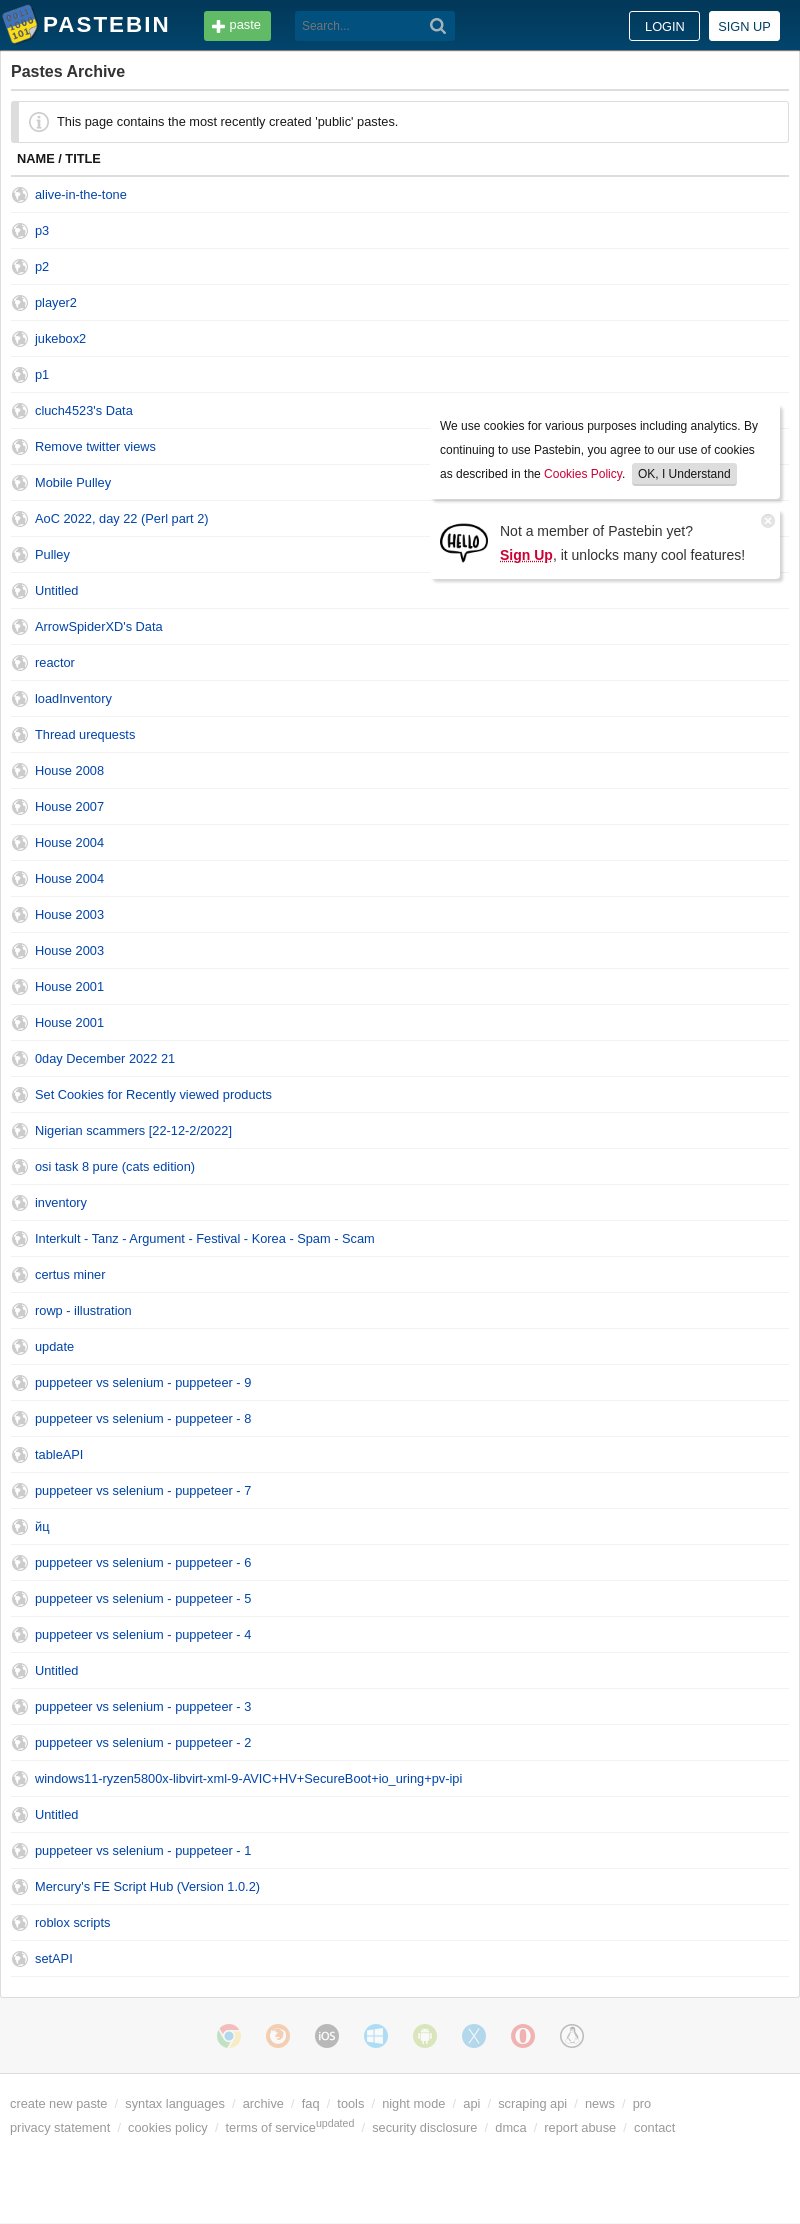 PASTEBIN paste Search... LOGIN SIGN UP
Pastes Archive
This page contains the most recently created 'public' pastes.
NAME / TITLE
alive-in-the-tone
p3
p2
player2
jukebox2
p1
cluch4523's Data
Remove twitter views
Mobile Pulley
AoC 2022, day 22 (Perl part 2)
Pulley
Untitled
ArrowSpiderXD's Data
reactor
loadInventory
Thread urequests
House 2008
House 2007
House 2004
House 2004
House 2003
House 2003
House 2001
House 2001
0day December 2022 21
Set Cookies for Recently viewed products
Nigerian scammers [22-12-2/2022]
osi task 8 pure (cats edition)
inventory
Interkult - Tanz - Argument - Festival - Korea - Spam - Scam
certus miner
rowp - illustration
update
puppeteer vs selenium - puppeteer - 9
puppeteer vs selenium - puppeteer - 8
tableAPI
puppeteer vs selenium - puppeteer - 7
йц
puppeteer vs selenium - puppeteer - 6
puppeteer vs selenium - puppeteer - 5
puppeteer vs selenium - puppeteer - 4
Untitled
puppeteer vs selenium - puppeteer - 3
puppeteer vs selenium - puppeteer - 2
windows11-ryzen5800x-libvirt-xml-9-AVIC+HV+SecureBoot+io_uring+pv-ipi
Untitled
puppeteer vs selenium - puppeteer - 1
Mercury's FE Script Hub (Version 1.0.2)
roblox scripts
setAPI
We use cookies for various purposes including analytics. By
continuing to use Pastebin, you agree to our use of cookies
as described in the Cookies Policy. OK, I Understand
HELLO
Not a member of Pastebin yet?
Sign Up, it unlocks many cool features!
iOS
create new paste / syntax languages / archive / faq / tools / night mode / api / scraping api / news / pro
privacy statement / cookies policy / terms of service updated / security disclosure / dmca / report abuse / contact